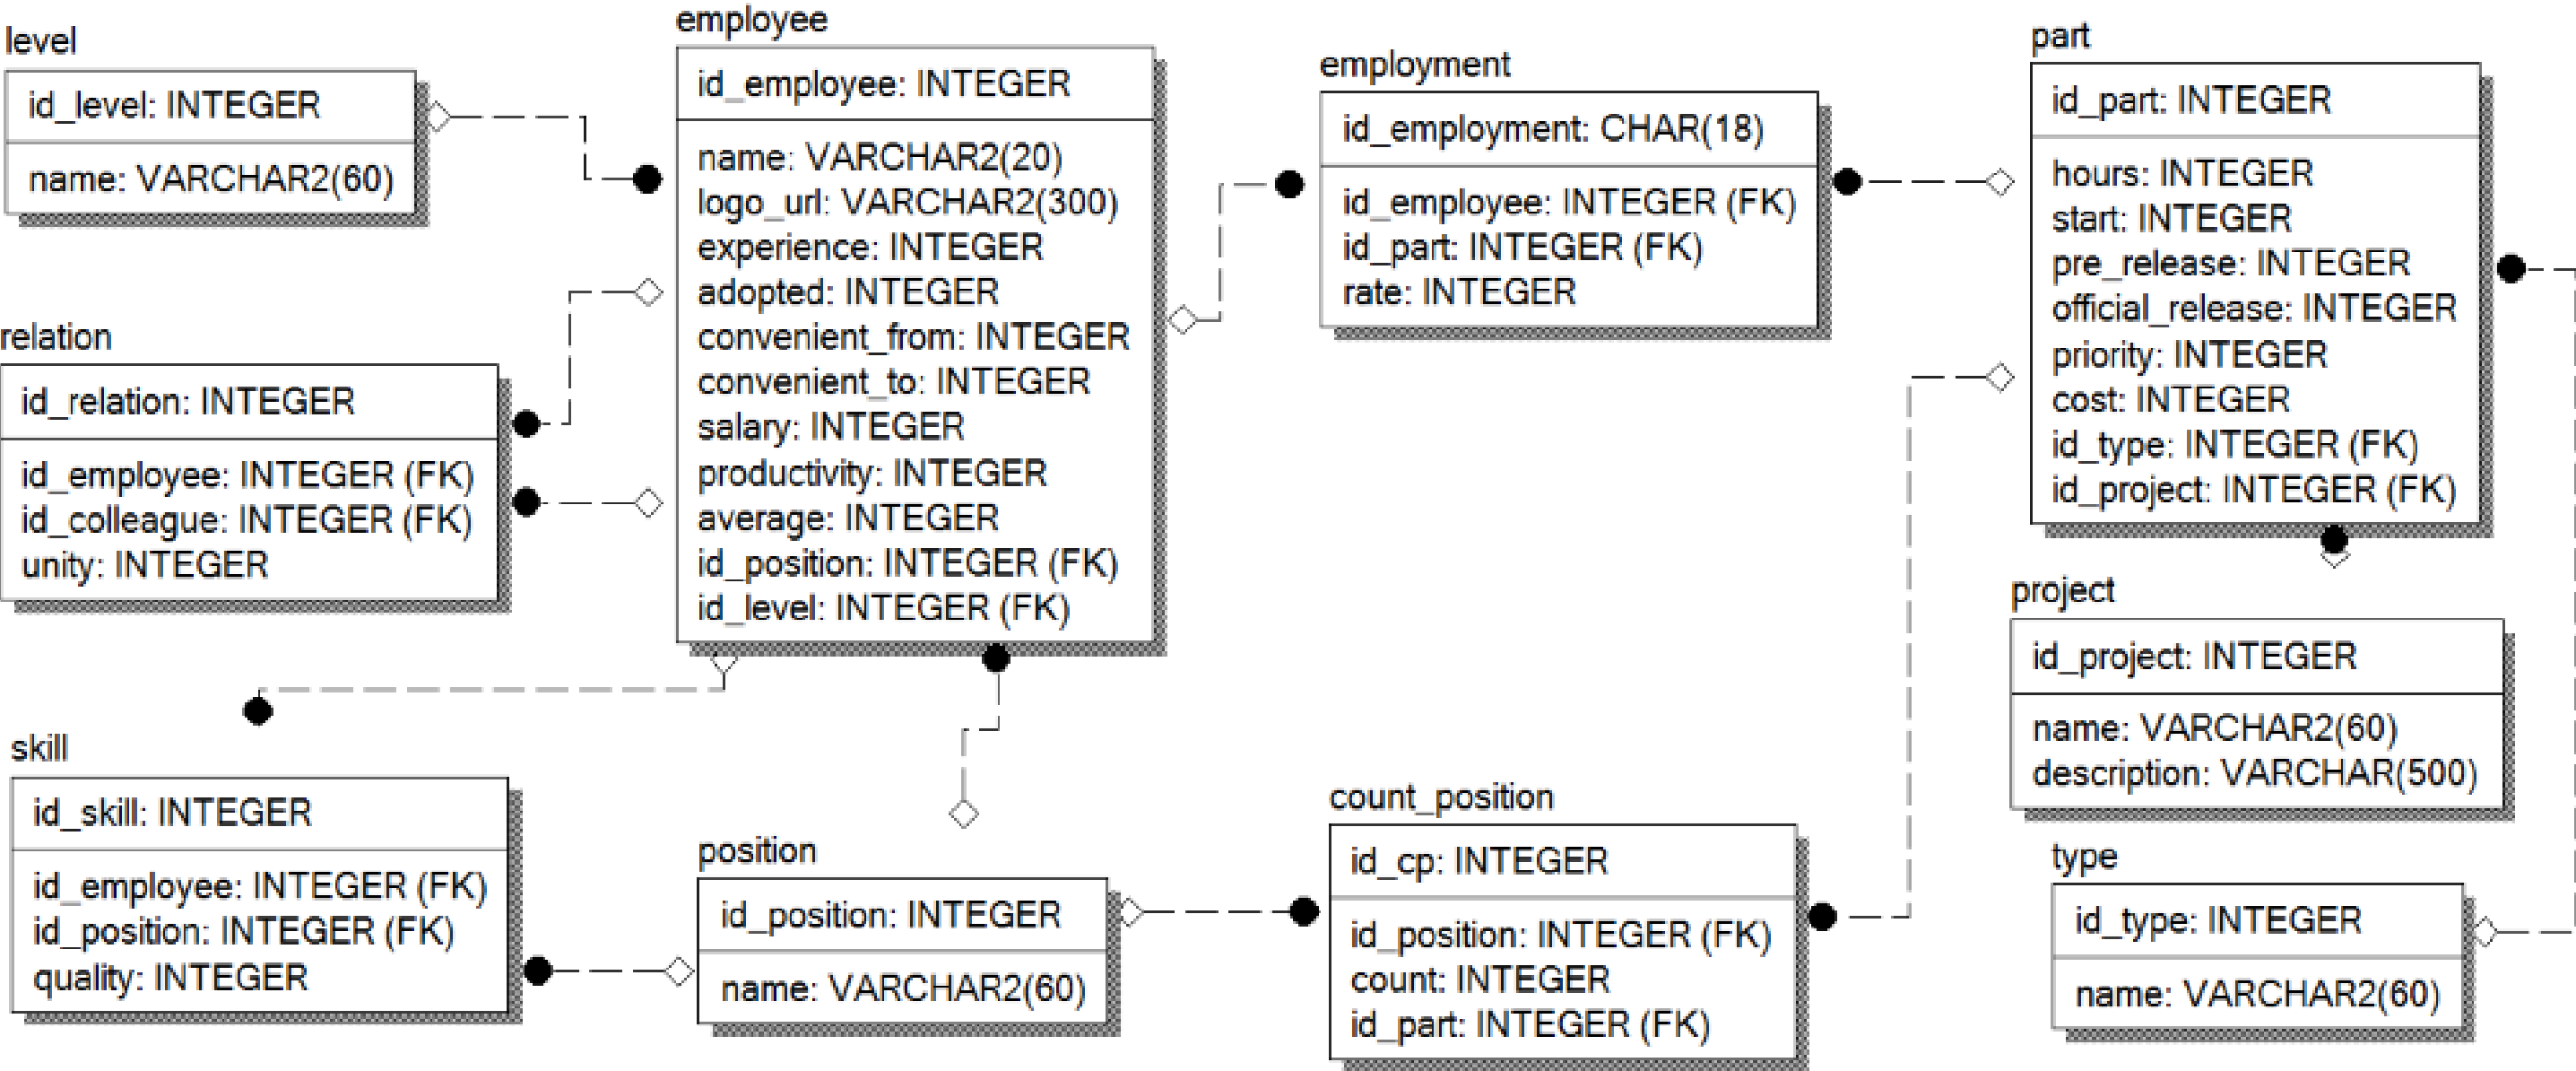 level
id_level: INTEGER
name: VARCHAR2(60)
relation
id_relation: INTEGER
id_employee: INTEGER (FK)
id_colleague: INTEGER (FK)
unity: INTEGER
skill
id_skill: INTEGER
id_employee: INTEGER (FK)
id_position: INTEGER (FK)
quality: INTEGER
employee
id_employee: INTEGER
name: VARCHAR2(20)
logo_url: VARCHAR2(300)
experience: INTEGER
adopted: INTEGER
convenient_from: INTEGER
convenient_to: INTEGER
salary: INTEGER
productivity: INTEGER
average: INTEGER
id_position: INTEGER (FK)
id_level: INTEGER (FK)
position
id_position: INTEGER
name: VARCHAR2(60)
employment
id_employment: CHAR(18)
id_employee: INTEGER (FK)
id_part: INTEGER (FK)
rate: INTEGER
count_position
id_cp: INTEGER
id_position: INTEGER (FK)
count: INTEGER
id_part: INTEGER (FK)
part
id_part: INTEGER
hours: INTEGER
start: INTEGER
pre_release: INTEGER
official_release: INTEGER
priority: INTEGER
cost: INTEGER
id_type: INTEGER (FK)
id_project: INTEGER (FK)
project
id_project: INTEGER
name: VARCHAR2(60)
description: VARCHAR(500)
type
id_type: INTEGER
name: VARCHAR2(60)